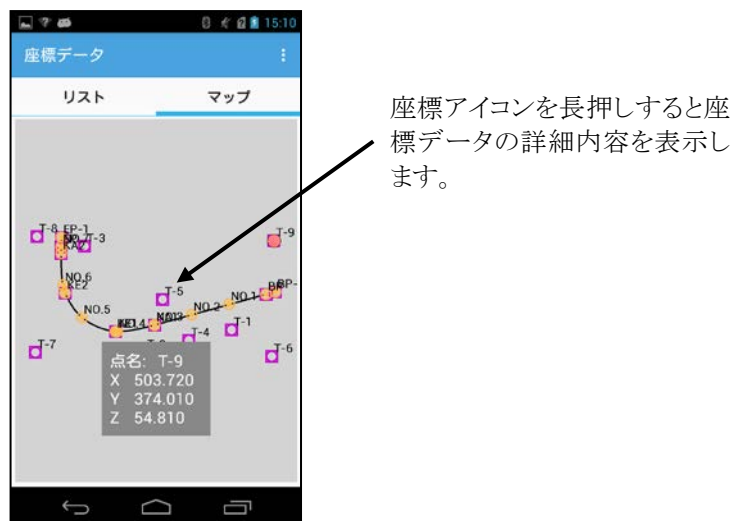 15:10
座標データ
リスト
マップ
座標アイコンを長押しすると座
標データの詳細内容を表示し
ます。
T-8
EP-1
T-3
T-9
KA2
NO.6
KE2
T-5
BP-
NO.5
NO.2
NO.1
T-4
T-1
T-7
T-6
点名: T-9
X 503.720
Y 374.010
Z 54.810